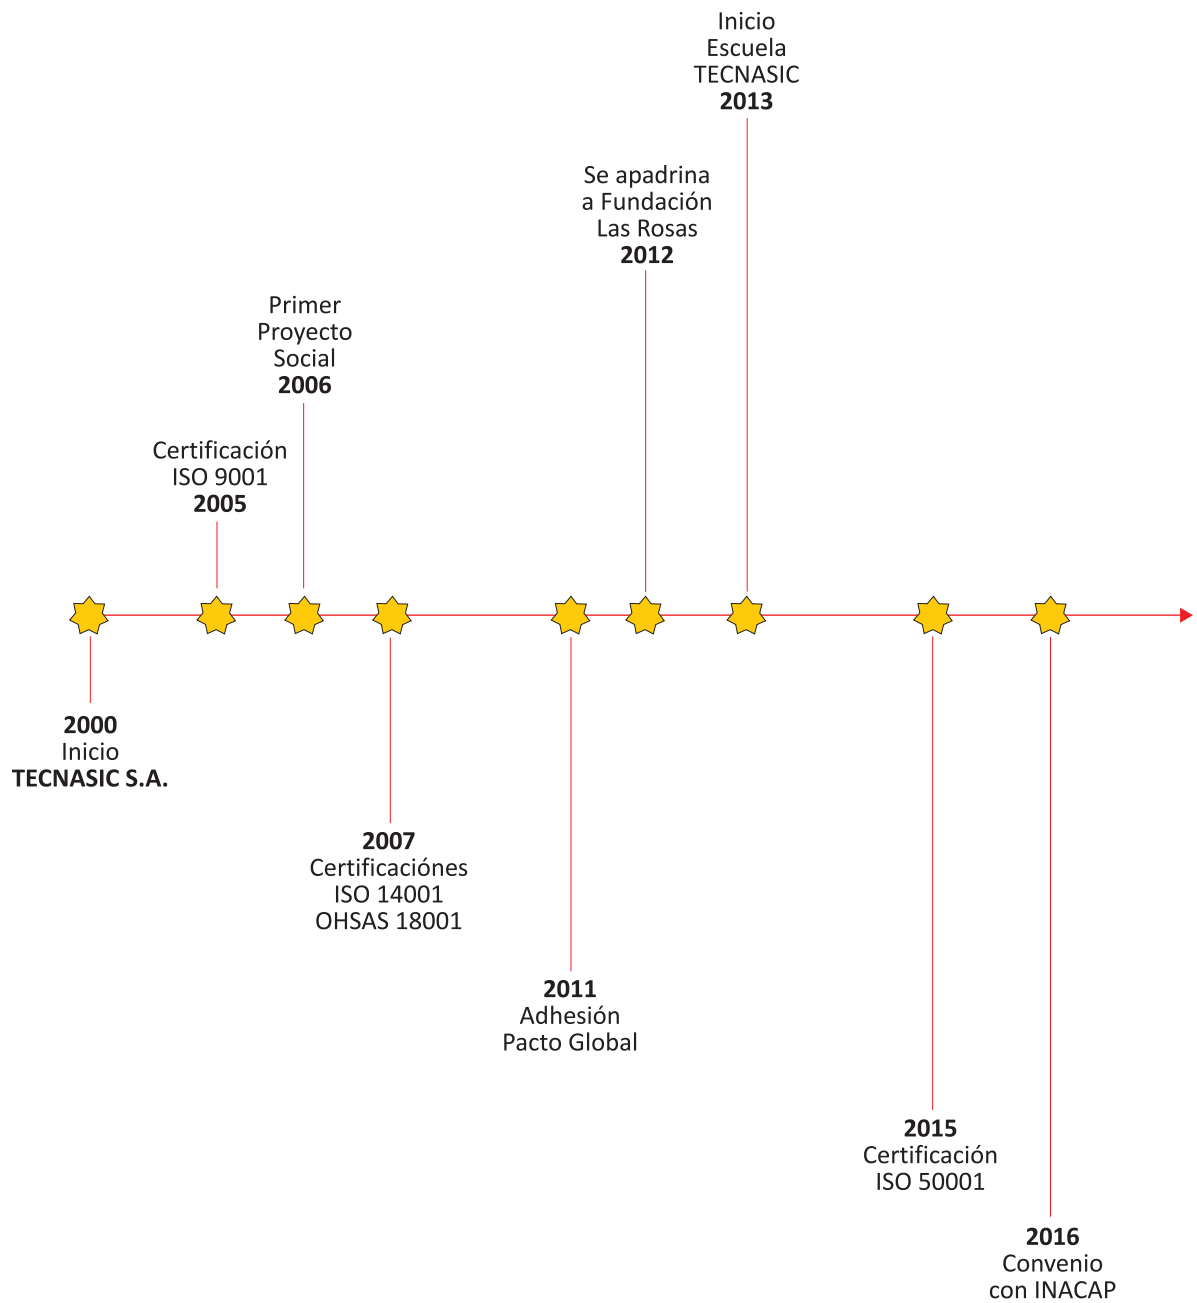 Inicio
Escuela
TECNASIC
2013
Se apadrina
a Fundación
Las Rosas
2012
Primer
Proyecto
Social
2006
Certificación
ISO 9001
2005
2000
Inicio
TECNASIC S.A.
2007
Certificaciónes
ISO 14001
OHSAS 18001
2011
Adhesión
Pacto Global
2015
Certificación
ISO 50001
2016
Convenio
con INACAP